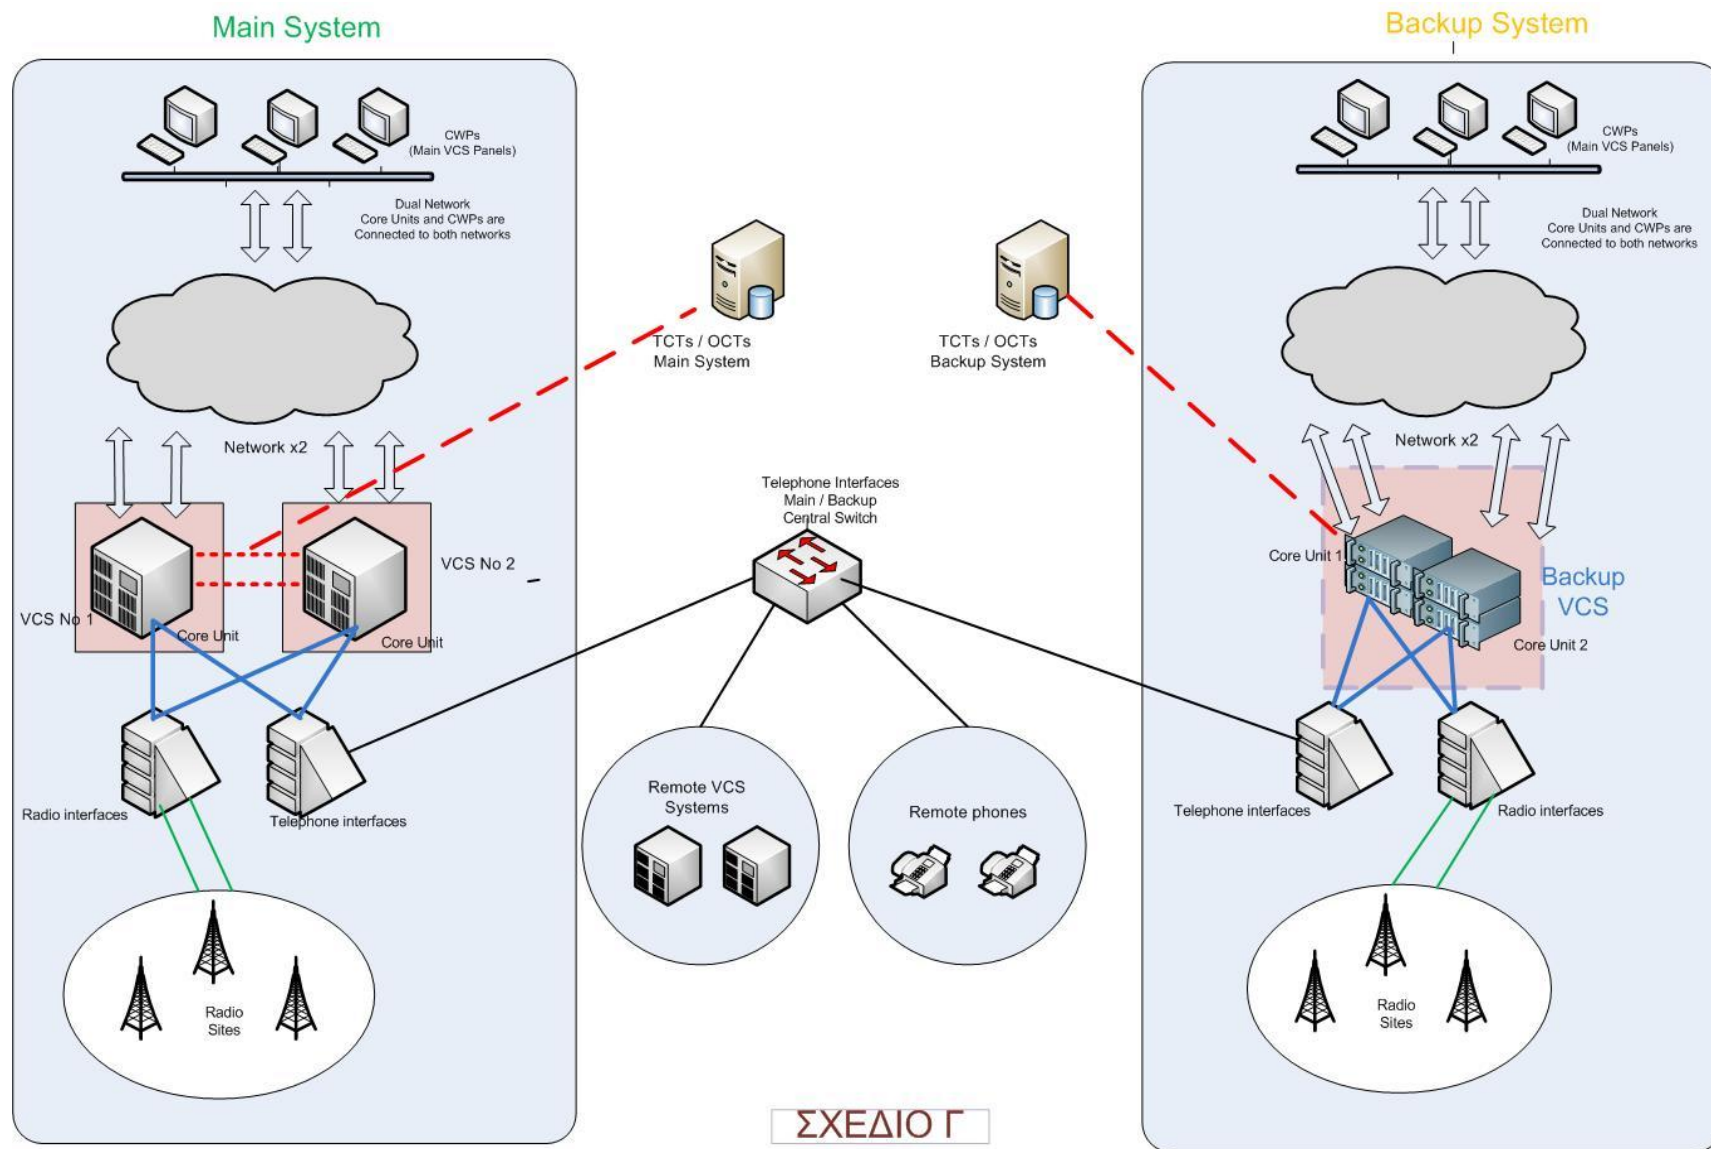 Main System
Backup System
CWPs
(Main VCS Panels)
Dual Network
Core Units and CWPs are
Connected to both networks
Network x2
VCS No 1
Core Unit
VCS No 2
Core Unit
Radio interfaces
Telephone interfaces
Radio
Sites
TCTs / OCTs
Main System
TCTs / OCTs
Backup System
Telephone Interfaces
Main / Backup
Central Switch
Remote VCS
Systems
Remote phones
CWPs
(Main VCS Panels)
Dual Network
Core Units and CWPs are
Connected to both networks
Network x2
Core Unit 1
Backup
VCS
Core Unit 2
Telephone interfaces
Radio interfaces
Radio
Sites
ΣΧΕΔΙΟ Γ